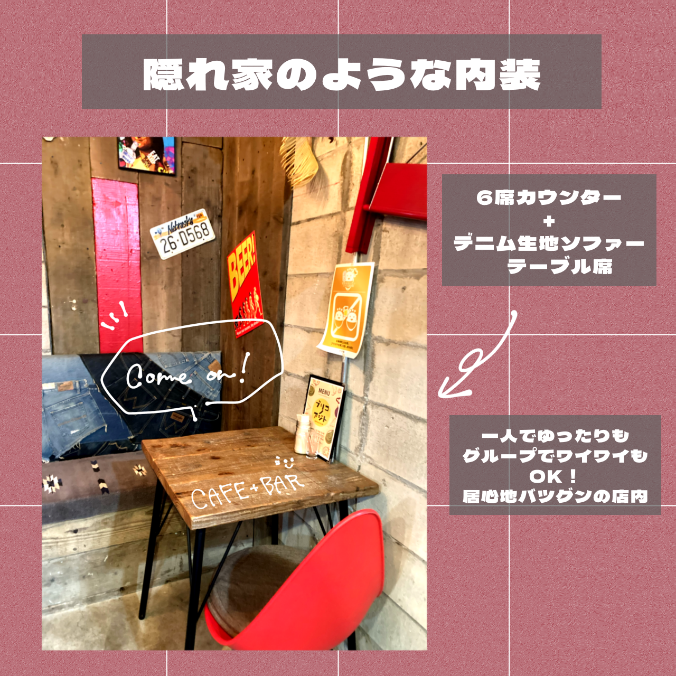 隠れ家のような内装
6席カウンター
+
デニム生地ソファー
テーブル席
Nebraska
26-D568
BEER!
Come on!
MENU
CAFE+BAR
一人でゆったりも
グループでワイワイも
OK！
居心地バツグンの店内